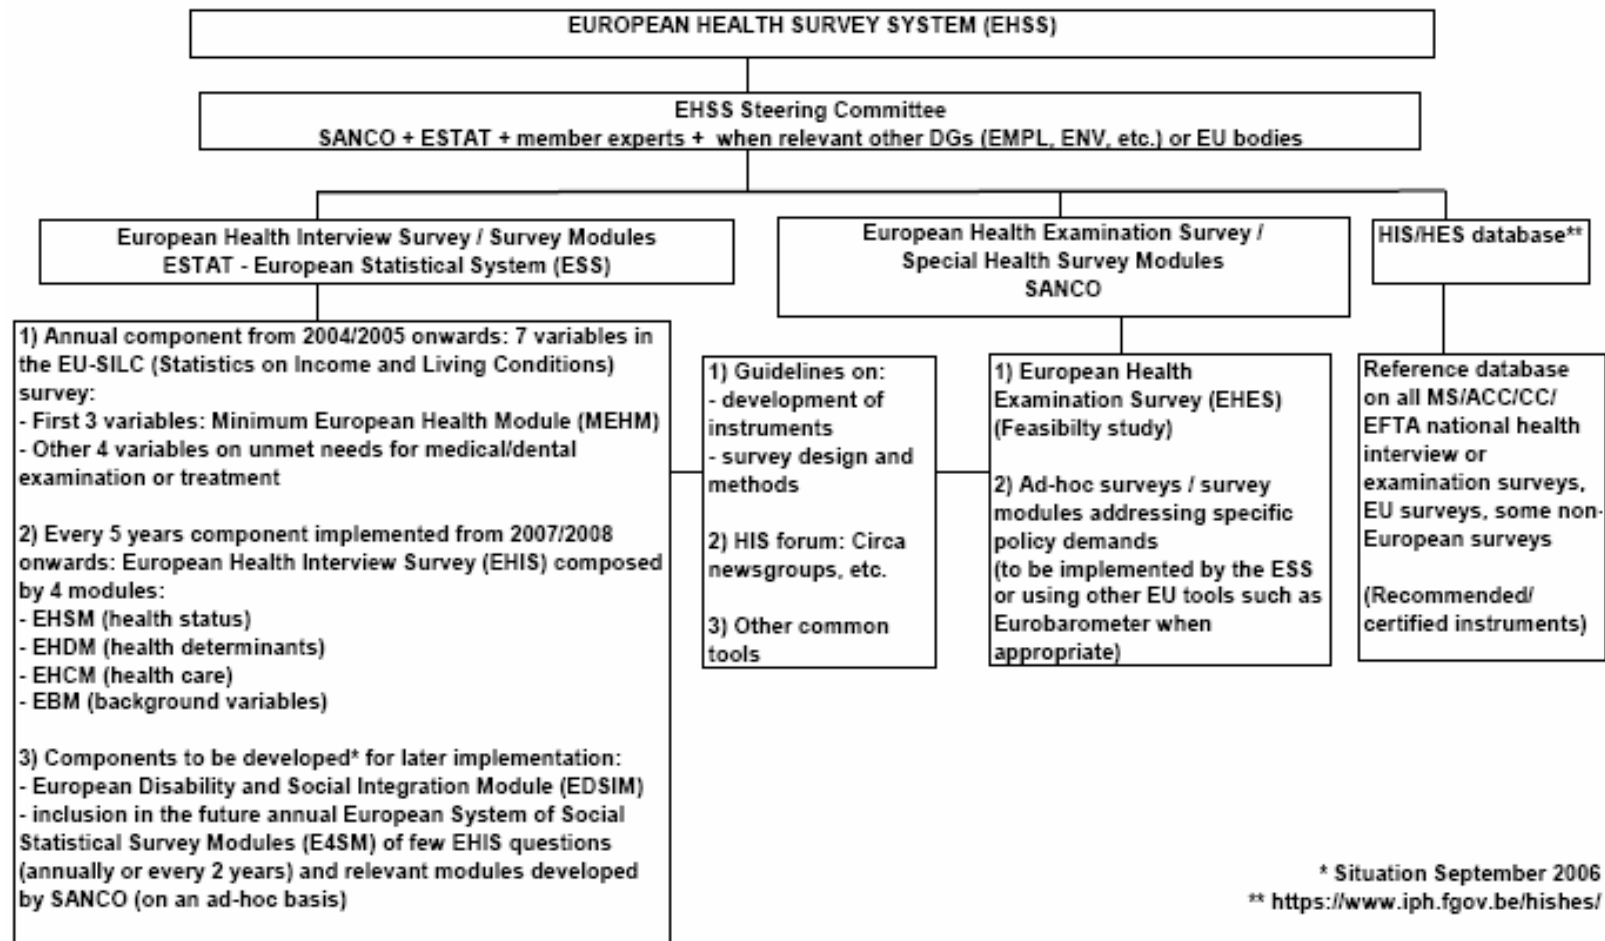 EUROPEAN HEALTH SURVEY SYSTEM (EHSS)
EHSS Steering Committee
SANCO + ESTAT + member experts + when relevant other DGs (EMPL, ENV, etc.) or EU bodies
European Health Interview Survey / Survey Modules
ESTAT - European Statistical System (ESS)
European Health Examination Survey /
Special Health Survey Modules
SANCO
HIS/HES database**
1) Annual component from 2004/2005 onwards: 7 variables in
the EU-SILC (Statistics on Income and Living Conditions)
survey:
- First 3 variables: Minimum European Health Module (MEHM)
- Other 4 variables on unmet needs for medical/dental
examination or treatment
2) Every 5 years component implemented from 2007/2008
onwards: European Health Interview Survey (EHIS) composed
by 4 modules:
- EHSM (health status)
- EHDM (health determinants)
- EHCM (health care)
- EBM (background variables)
3) Components to be developed* for later implementation:
- European Disability and Social Integration Module (EDSIM)
- inclusion in the future annual European System of Social
Statistical Survey Modules (E4SM) of few EHIS questions
(annually or every 2 years) and relevant modules developed
by SANCO (on an ad-hoc basis)
1) Guidelines on:
- development of
instruments
- survey design and
methods
2) HIS forum: Circa
newsgroups, etc.
3) Other common
tools
1) European Health
Examination Survey (EHES)
(Feasibilty study)
2) Ad-hoc surveys / survey
modules addressing specific
policy demands
(to be implemented by the ESS
or using other EU tools such as
Eurobarometer when
appropriate)
Reference database
on all MS/ACC/CC/
EFTA national health
interview or
examination surveys,
EU surveys, some non-
European surveys
(Recommended/
certified instruments)
* Situation September 2006
** https://www.iph.fgov.be/hishes/